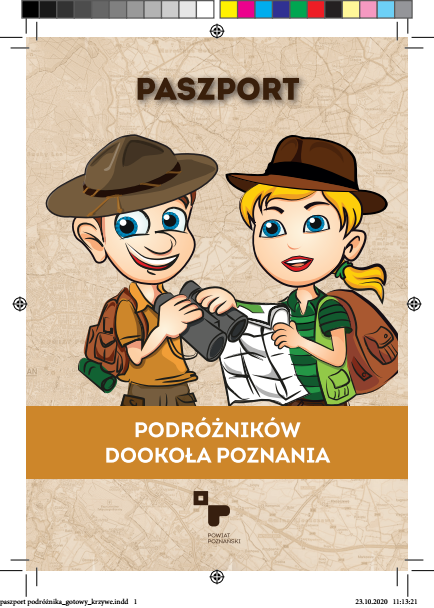 PASZPORT
PODRÓŻNIKÓW
DOOKOŁA POZNANIA
POWIAT
POZNAŃSKI
paszport podróżnika_gotowy_krzywe.indd 1
23.10.2020 11:13:21